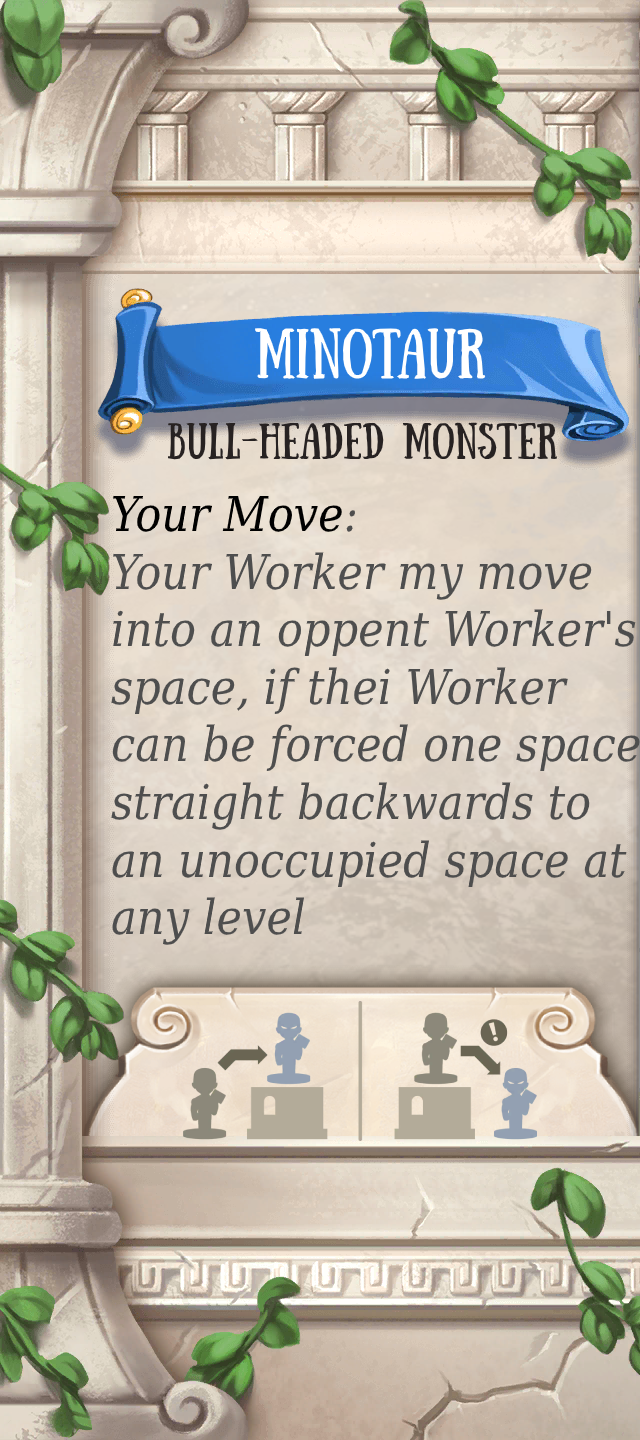 MINOTAUR
BULL-HEADED MONSTER
Your Move:
Your Worker my move
into an oppent Worker's
space, if thei Worker
can be forced one space
straight backwards to
an unoccupied space at
any level
!